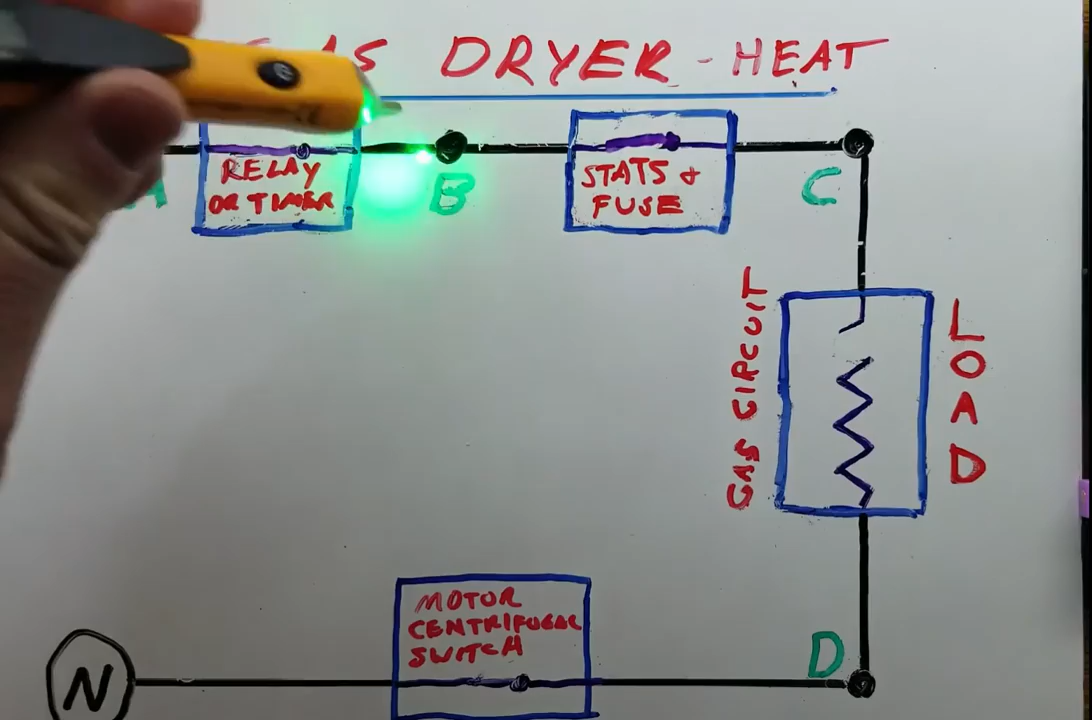 DRYER - HEAT
RELAY
OR TIMER
B
STATS &
FUSE
C
GAS CIRCUIT
LOAD
MOTOR
CENTRIFUGAL
SWITCH
D
N